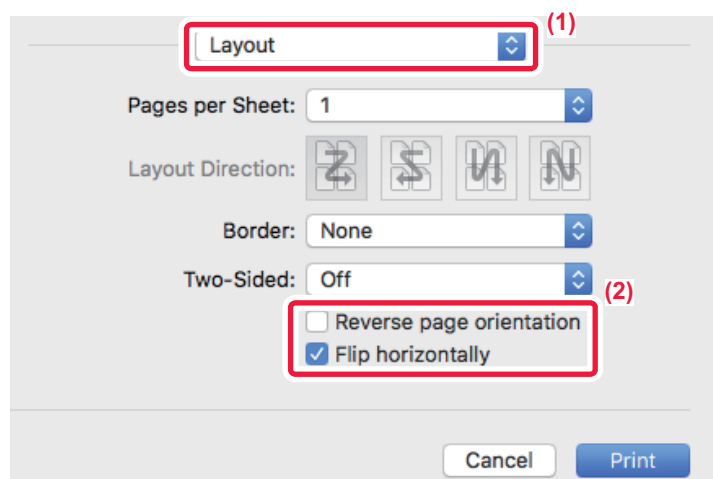 (1)
Layout
Pages per Sheet: 1
Layout Direction:
Border: None
Two-Sided: Off
(2)
Reverse page orientation
Flip horizontally
Cancel Print